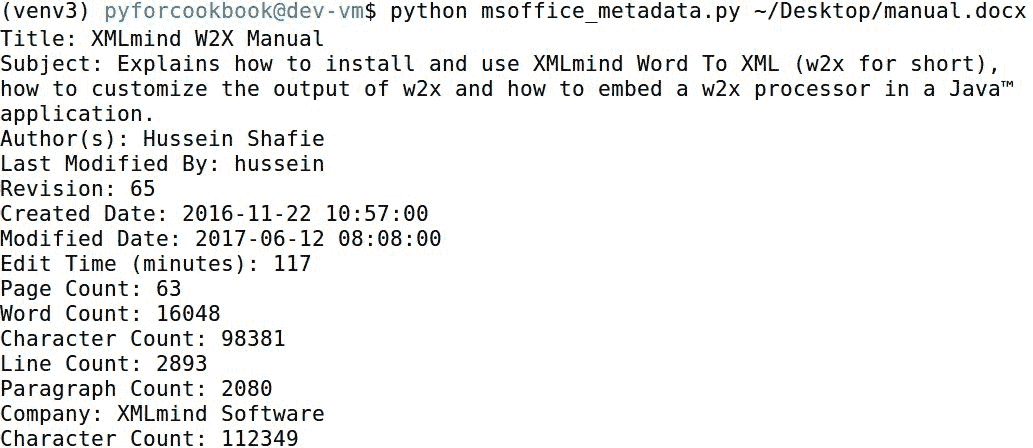 (venv3) pyforcookbook@dev-vm$ python msoffice_metadata.py ~/Desktop/manual.docx
Title: XMLmind W2X Manual
Subject: Explains how to install and use XMLmind Word To XML (w2x for short),
how to customize the output of w2x and how to embed a w2x processor in a Java™
application.
Author(s): Hussein Shafie
Last Modified By: hussein
Revision: 65
Created Date: 2016-11-22 10:57:00
Modified Date: 2017-06-12 08:08:00
Edit Time (minutes): 117
Page Count: 63
Word Count: 16048
Character Count: 98381
Line Count: 2893
Paragraph Count: 2080
Company: XMLmind Software
Character Count: 112349